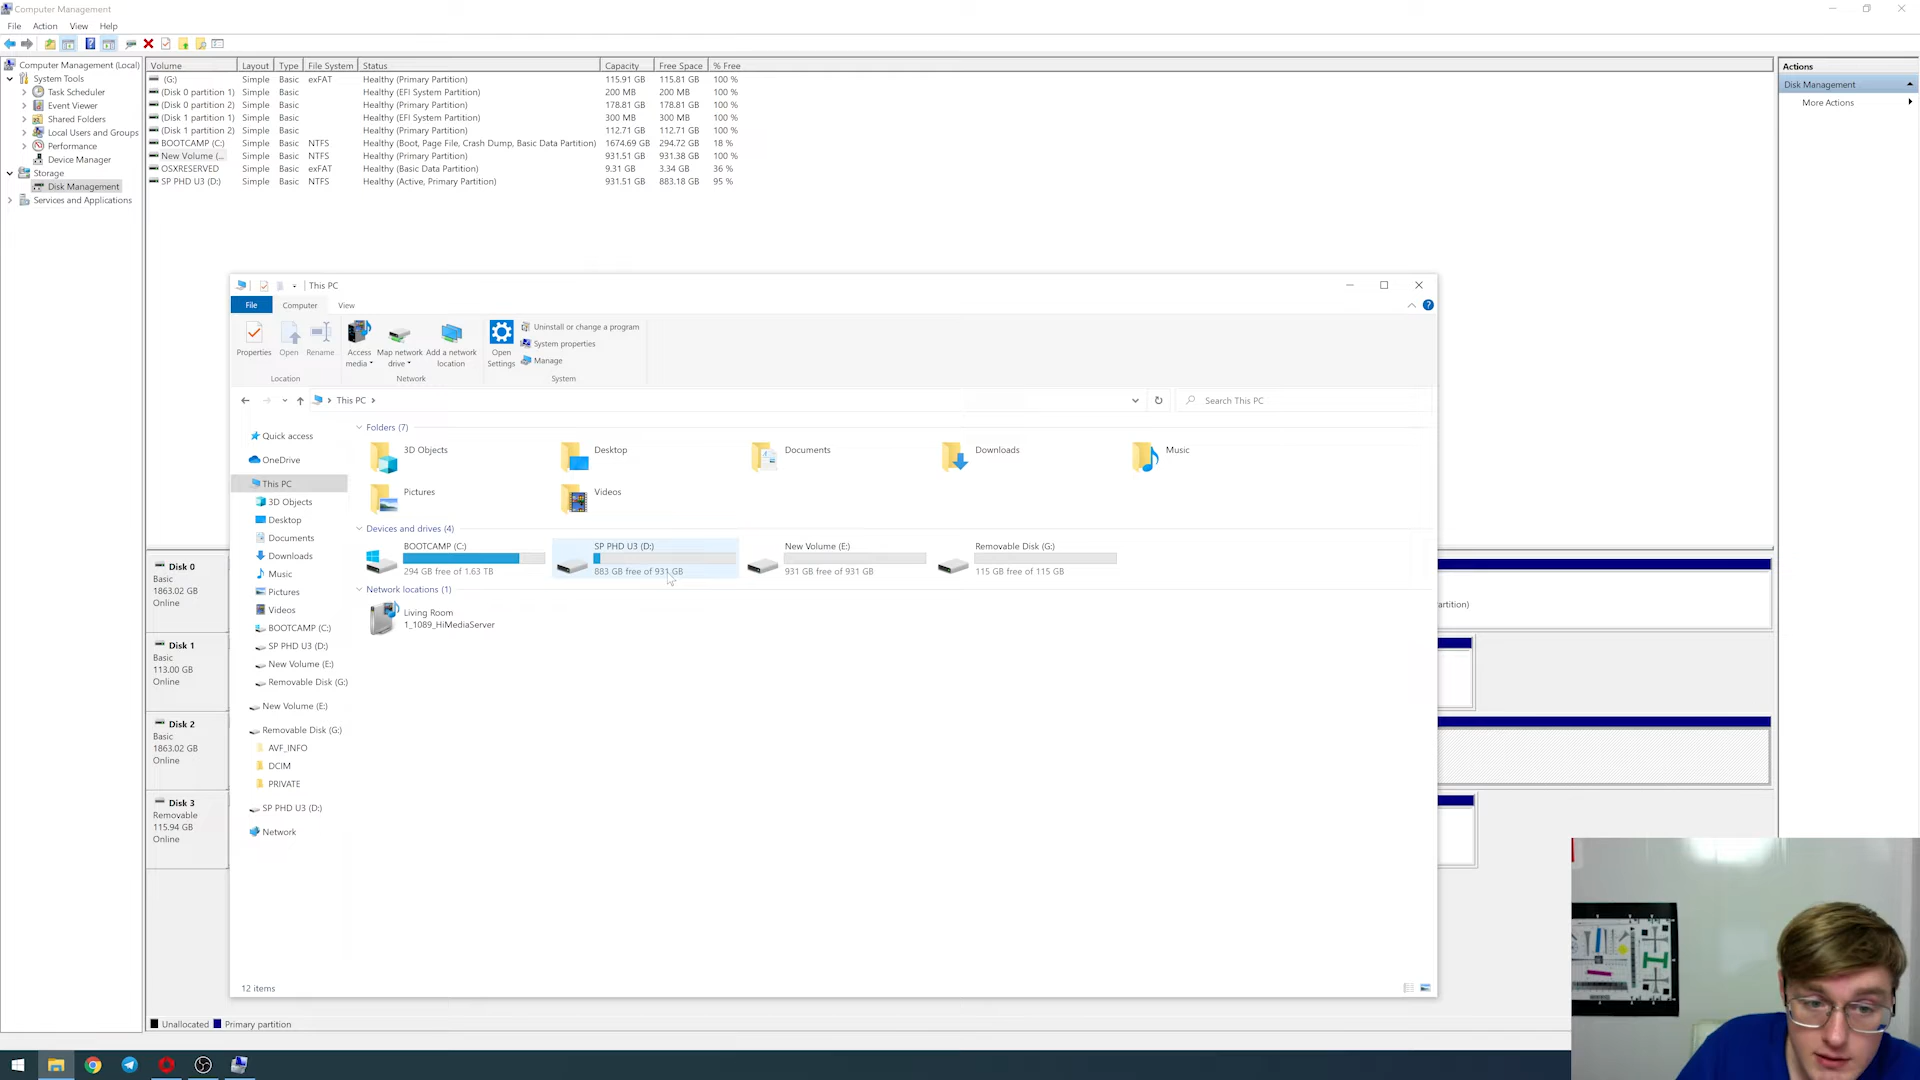 Computer Management
File Action View Help
Computer Management (Local)
System Tools
Task Scheduler
Event Viewer
Shared Folders
Local Users and Groups
Performance
Device Manager
Storage
Disk Management
Services and Applications
Volume Layout Type File System Status Capacity Free Space % Free
(G:) Simple Basic exFAT Healthy (Primary Partition) 115.91 GB 115.81 GB 100 %
(Disk 0 partition 1) Simple Basic Healthy (EFI System Partition) 200 MB 200 MB 100 %
(Disk 0 partition 2) Simple Basic Healthy (Primary Partition) 178.81 GB 178.81 GB 100 %
(Disk 1 partition 1) Simple Basic Healthy (EFI System Partition) 300 MB 300 MB 100 %
(Disk 1 partition 2) Simple Basic Healthy (Primary Partition) 112.71 GB 112.71 GB 100 %
BOOTCAMP (C:) Simple Basic NTFS Healthy (Boot, Page File, Crash Dump, Basic Data Partition) 1674.69 GB 294.72 GB 18 %
New Volume (... Simple Basic NTFS Healthy (Primary Partition) 931.51 GB 931.38 GB 100 %
OSXRESERVED Simple Basic exFAT Healthy (Basic Data Partition) 9.31 GB 3.34 GB 36 %
SP PHD U3 (D:) Simple Basic NTFS Healthy (Active, Primary Partition) 931.51 GB 883.18 GB 95 %
Actions
Disk Management
More Actions
This PC
File Computer View
Properties Open Rename
Location
Access media Map network drive Add a network location
Network
Open Settings
Uninstall or change a program
System properties
Manage
System
This PC
Search This PC
Quick access
OneDrive
This PC
3D Objects
Desktop
Documents
Downloads
Music
Pictures
Videos
BOOTCAMP (C:)
SP PHD U3 (D:)
New Volume (E:)
Removable Disk (G:)
New Volume (E:)
Removable Disk (G:)
AVF_INFO
DCIM
PRIVATE
SP PHD U3 (D:)
Network
Folders (7)
3D Objects Desktop Documents Downloads Music
Pictures Videos
Devices and drives (4)
BOOTCAMP (C:) SP PHD U3 (D:) New Volume (E:) Removable Disk (G:)
294 GB free of 1.63 TB 883 GB free of 931 GB 931 GB free of 931 GB 115 GB free of 115 GB
Network locations (1)
Living Room
1_1089_HiMediaServer
12 items
Disk 0
Basic
1863.02 GB
Online
artition)
Disk 1
Basic
113.00 GB
Online
Disk 2
Basic
1863.02 GB
Online
Disk 3
Removable
115.94 GB
Online
Unallocated Primary partition